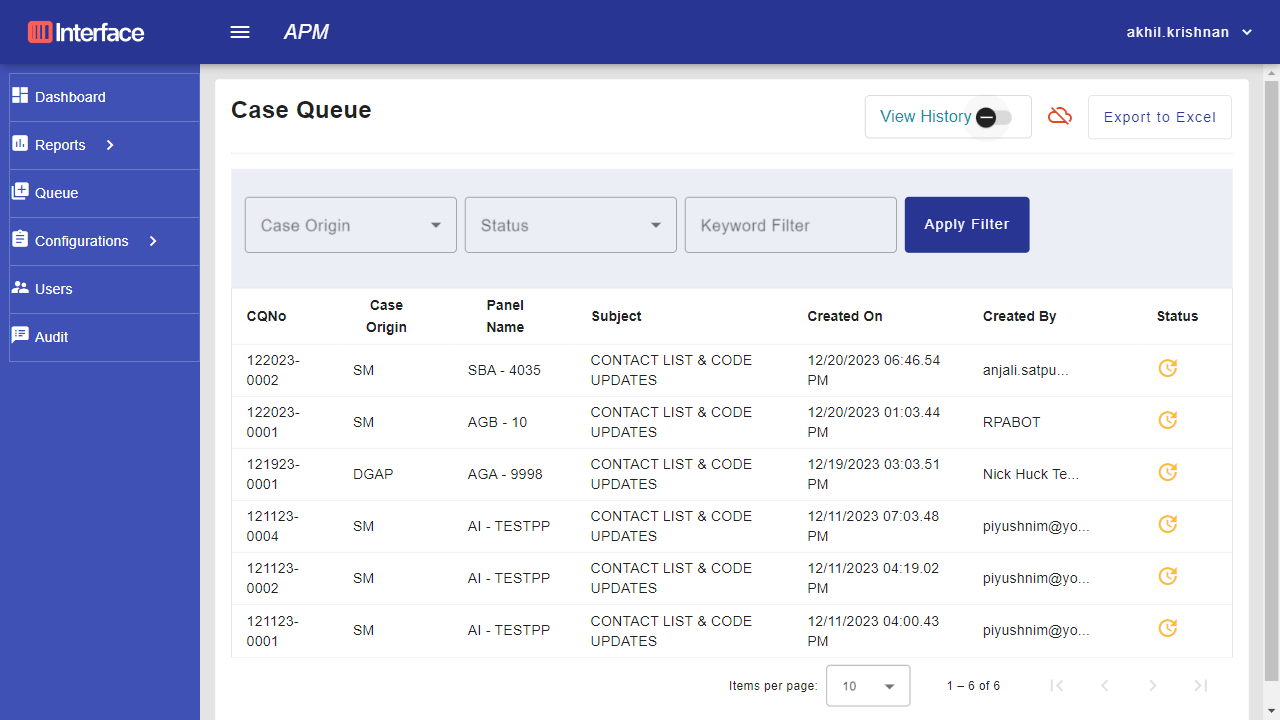 Interface
APM
akhil.krishnan
Dashboard
Reports
Queue
Configurations
Users
Audit
Case Queue
View History
Export to Excel
Case Origin
Status
Keyword Filter
Apply Filter
CQNo
Case
Origin
Panel
Name
Subject
Created On
Created By
Status
122023-
0002
SM
SBA - 4035
CONTACT LIST & CODE
UPDATES
12/20/2023 06:46.54
PM
anjali.satpu...
122023-
0001
SM
AGB - 10
CONTACT LIST & CODE
UPDATES
12/20/2023 01:03.44
PM
RPABOT
121923-
0001
DGAP
AGA - 9998
CONTACT LIST & CODE
UPDATES
12/19/2023 03:03.51
PM
Nick Huck Te...
121123-
0004
SM
AI - TESTPP
CONTACT LIST & CODE
UPDATES
12/11/2023 07:03.48
PM
piyushnim@yo...
121123-
0002
SM
AI - TESTPP
CONTACT LIST & CODE
UPDATES
12/11/2023 04:19.02
PM
piyushnim@yo...
121123-
0001
SM
AI - TESTPP
CONTACT LIST & CODE
UPDATES
12/11/2023 04:00.43
PM
piyushnim@yo...
Items per page:
10
1 – 6 of 6